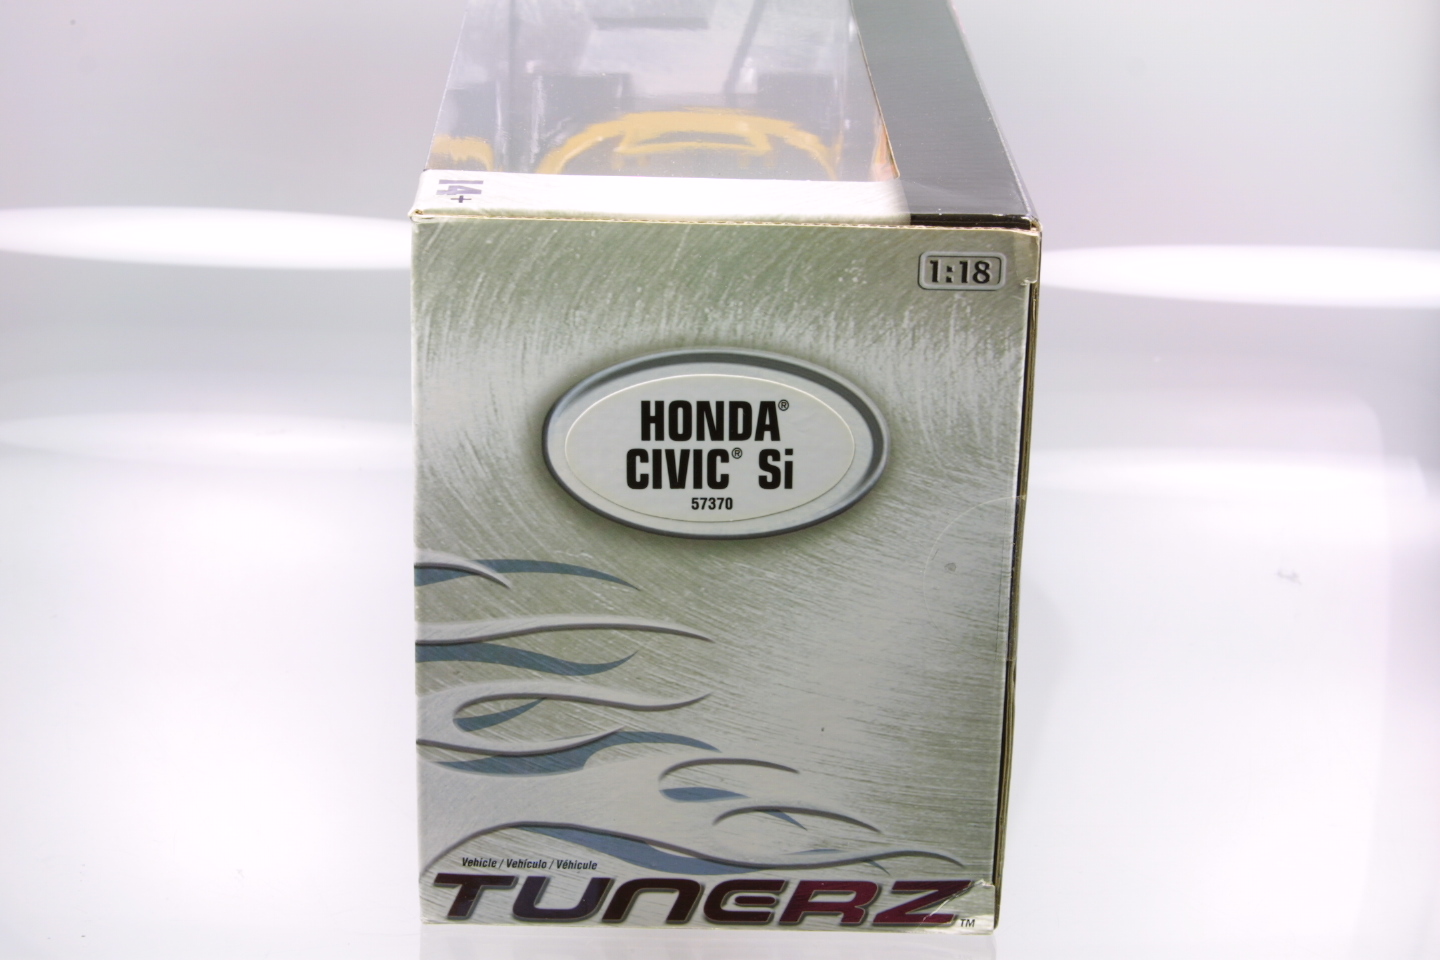 14+
1:18
HONDA®
CIVIC® Si
57370
Vehicle / Vehículo / Véhicule
TUNERZ™